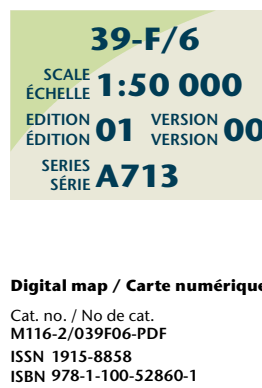 39-F/6
SCALE
ÉCHELLE 1:50 000
EDITION
ÉDITION 01 VERSION
VERSION 00
SERIES
SÉRIE A713
Digital map / Carte numérique
Cat. no. / No de cat.
M116-2/039F06-PDF
ISSN 1915-8858
ISBN 978-1-100-52860-1